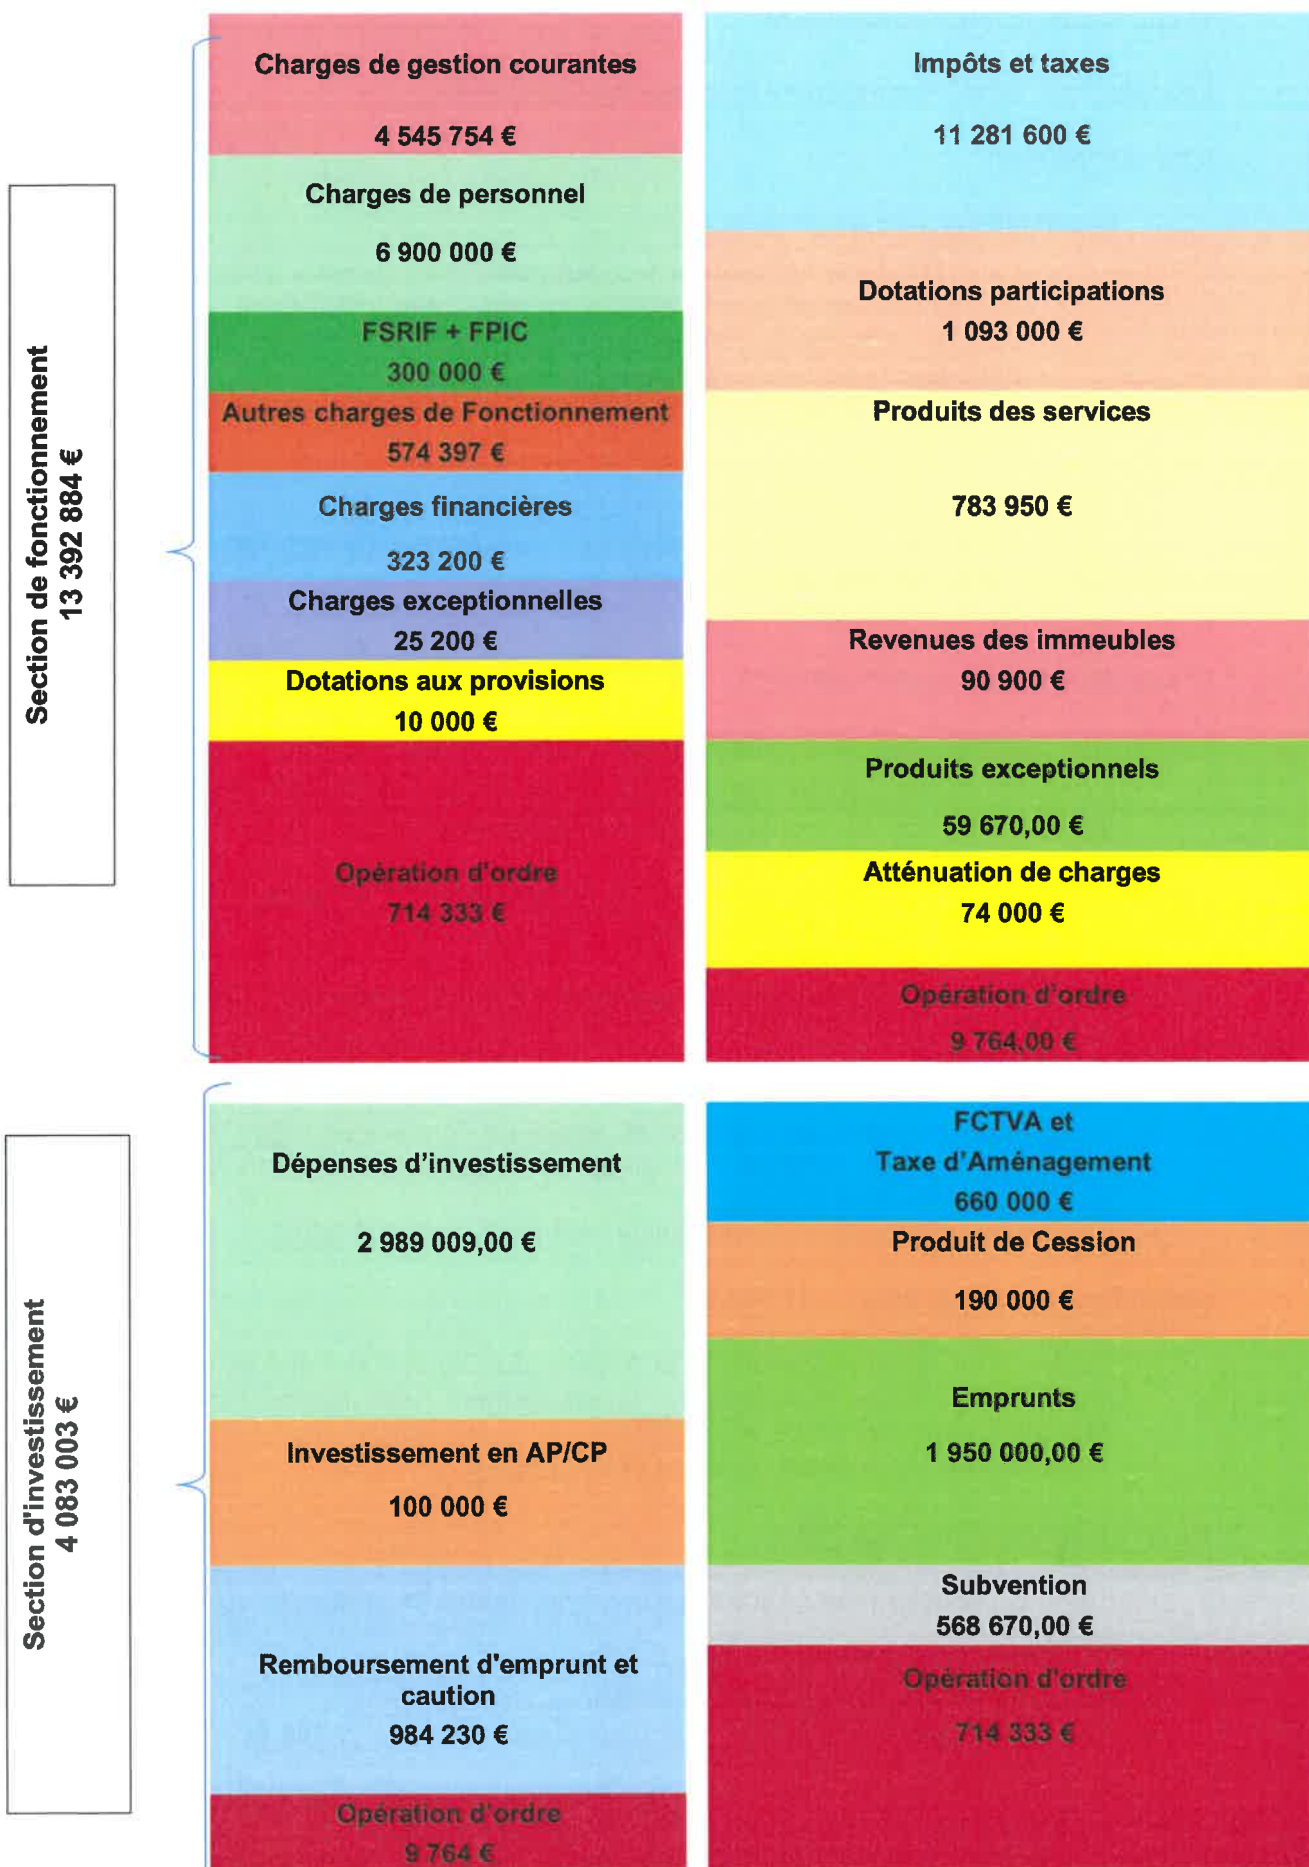 Section de fonctionnement
13 392 884 €
Charges de gestion courantes
4 545 754 €
Charges de personnel
6 900 000 €
FSRIF + FPIC
300 000 €
Autres charges de Fonctionnement
574 397 €
Charges financières
323 200 €
Charges exceptionnelles
25 200 €
Dotations aux provisions
10 000 €
Opération d'ordre
714 333 €
Impôts et taxes
11 281 600 €
Dotations participations
1 093 000 €
Produits des services
783 950 €
Revenues des immeubles
90 900 €
Produits exceptionnels
59 670,00 €
Atténuation de charges
74 000 €
Opération d'ordre
9 764,00 €
Section d'investissement
4 083 003 €
Dépenses d'investissement
2 989 009,00 €
Investissement en AP/CP
100 000 €
Remboursement d'emprunt et
caution
984 230 €
Opération d'ordre
9 764 €
FCTVA et
Taxe d'Aménagement
660 000 €
Produit de Cession
190 000 €
Emprunts
1 950 000,00 €
Subvention
568 670,00 €
Opération d'ordre
714 333 €